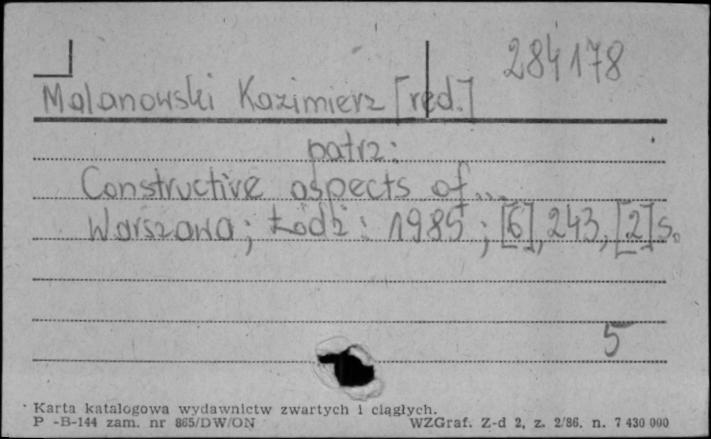 284178
Malanowski Kazimierz [red.]
patrz:
Constructive aspects of...
Warszawa; Łódź: 1985; [6], 243, [2] s.
5
Karta katalogowa wydawnictw zwartych i ciągłych.
P -B-144 zam. nr 865/DW/ON WZGraf. Z-d 2, z. 2/86. n. 7 430 000